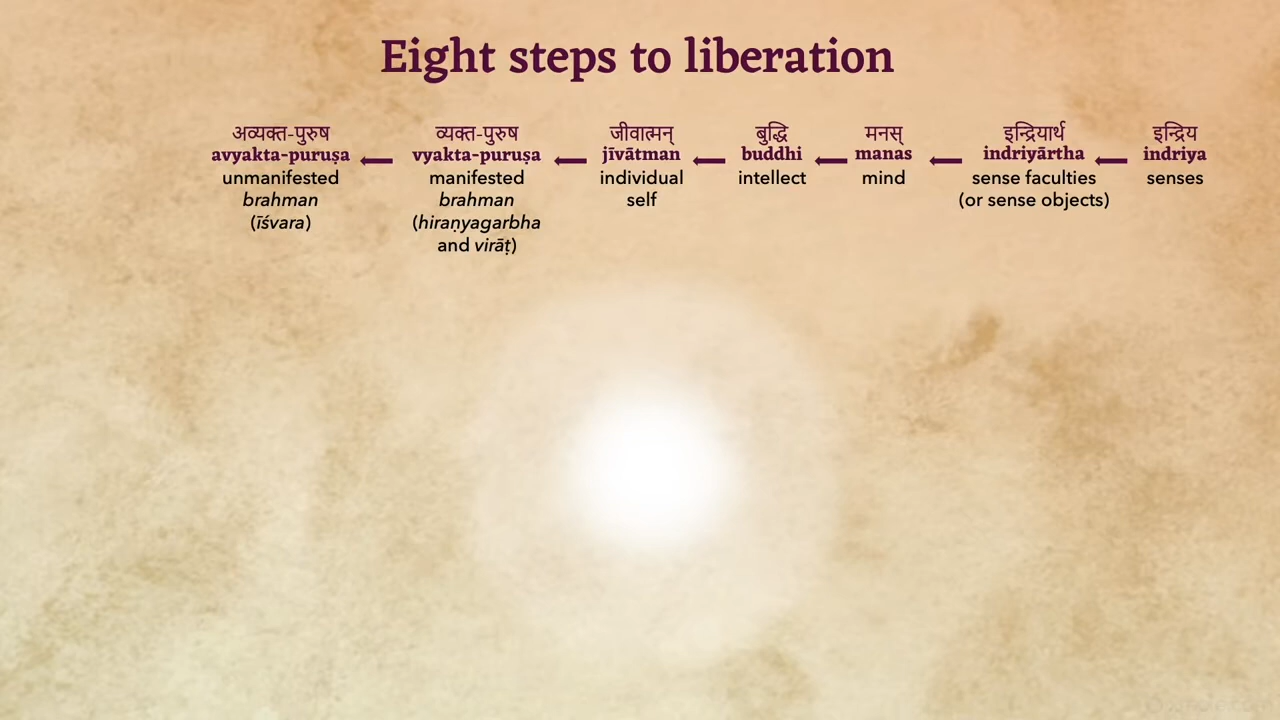 Eight steps to liberation
अव्यक्त-पुरुष
avyakta-puruṣa
unmanifested
brahman
(īśvara)
व्यक्त-पुरुष
vyakta-puruṣa
manifested
brahman
(hiraṇyagarbha
and virāṭ)
जीवात्मन्
jīvātman
individual
self
बुद्धि
buddhi
intellect
मनस्
manas
mind
इन्द्रियार्थ
indriyārtha
sense faculties
(or sense objects)
इन्द्रिय
indriya
senses